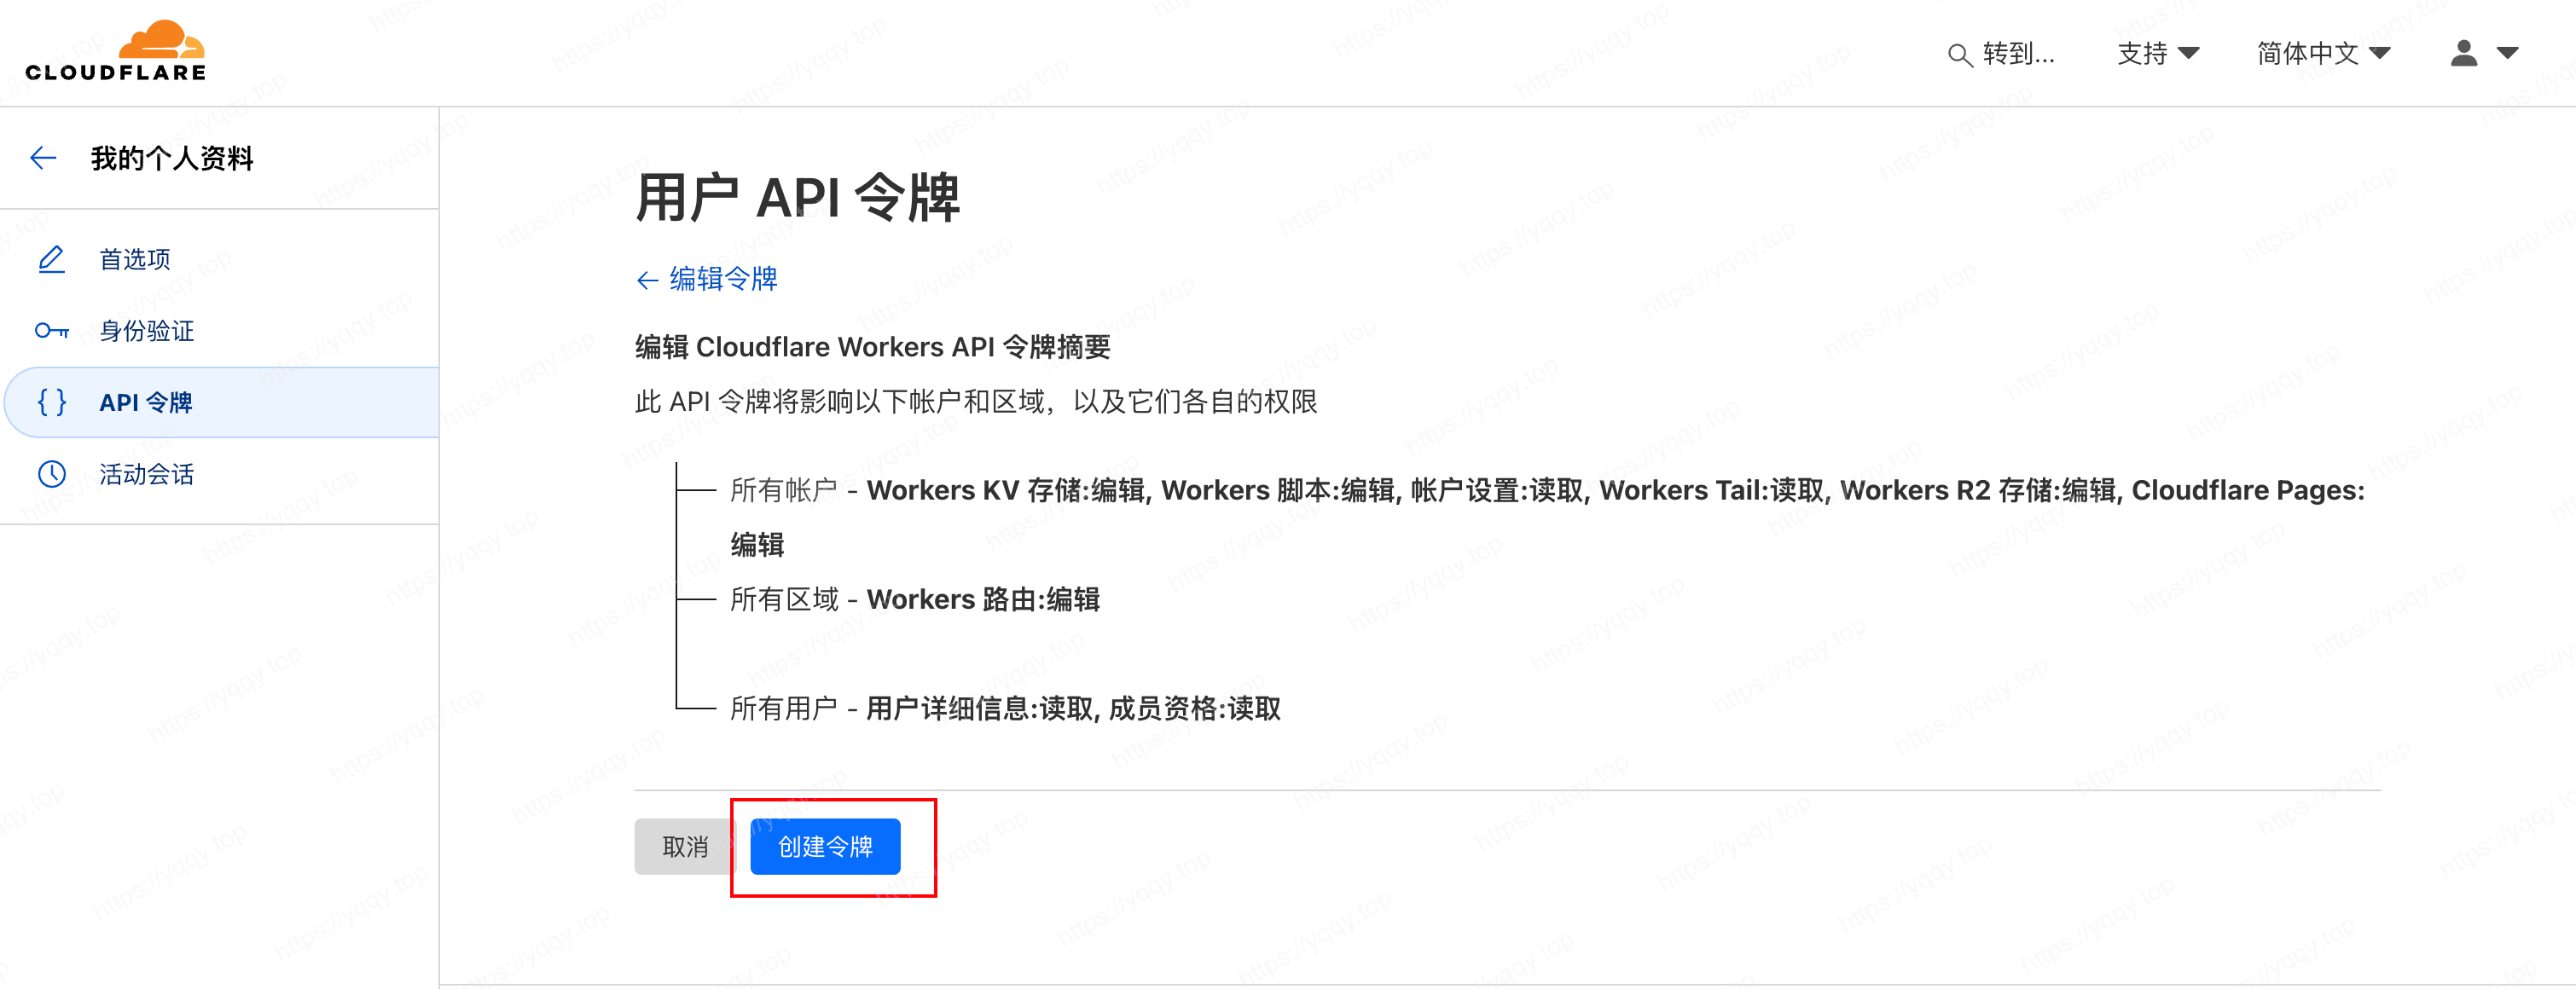 CLOUDFLARE
转到...
支持
简体中文
我的个人资料
首选项
身份验证
API 令牌
活动会话
用户 API 令牌
← 编辑令牌
编辑 Cloudflare Workers API 令牌摘要
此 API 令牌将影响以下帐户和区域，以及它们各自的权限
所有帐户 - Workers KV 存储:编辑, Workers 脚本:编辑, 帐户设置:读取, Workers Tail:读取, Workers R2 存储:编辑, Cloudflare Pages:
编辑
所有区域 - Workers 路由:编辑
所有用户 - 用户详细信息:读取, 成员资格:读取
取消
创建令牌
https://yqqy.top